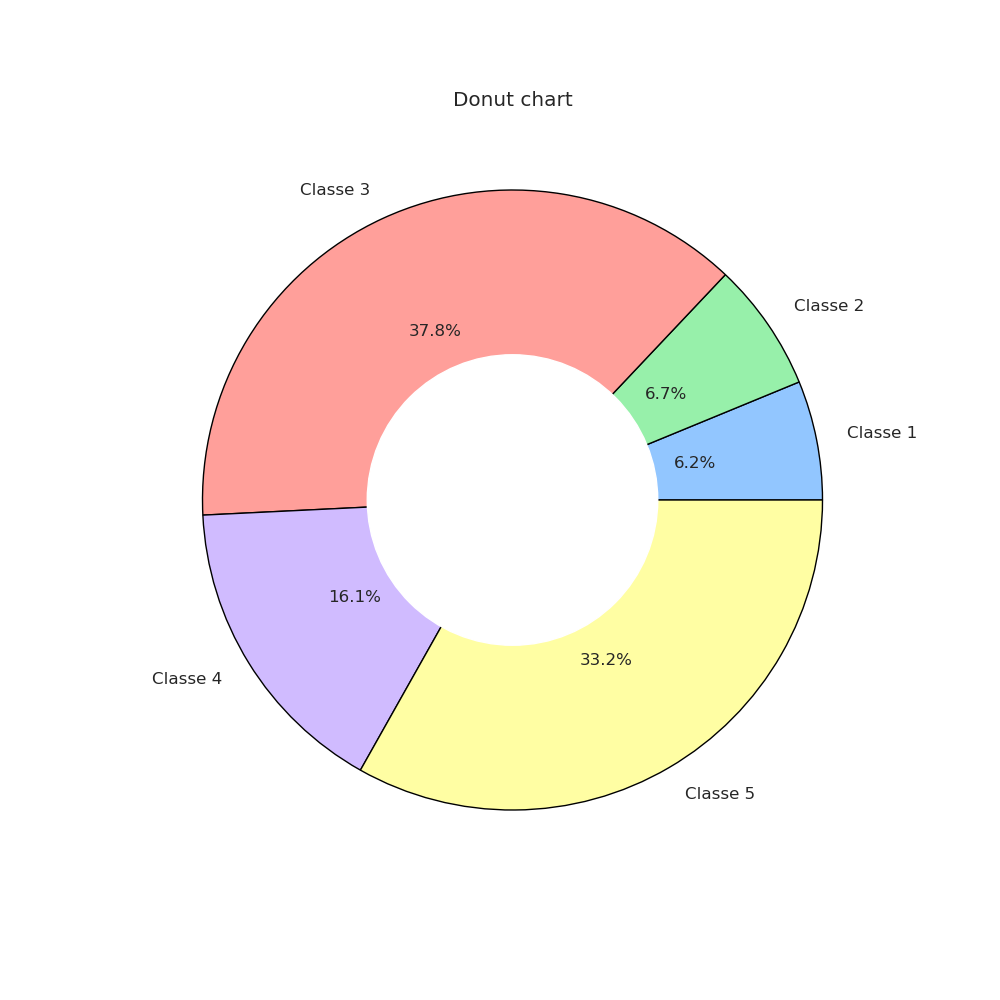 Donut chart
Classe 3
Classe 2
37.8%
6.7%
Classe 1
6.2%
16.1%
33.2%
Classe 4
Classe 5